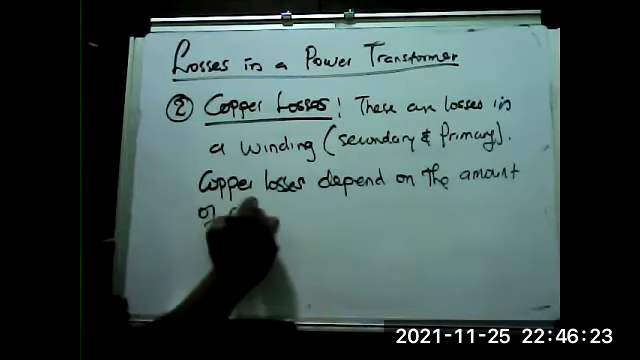 Losses in a Power Transformer
② Copper Losses: These are losses in
a winding (secondary & Primary).
Copper losses depend on the amount
of
2021-11-25 22:46:23